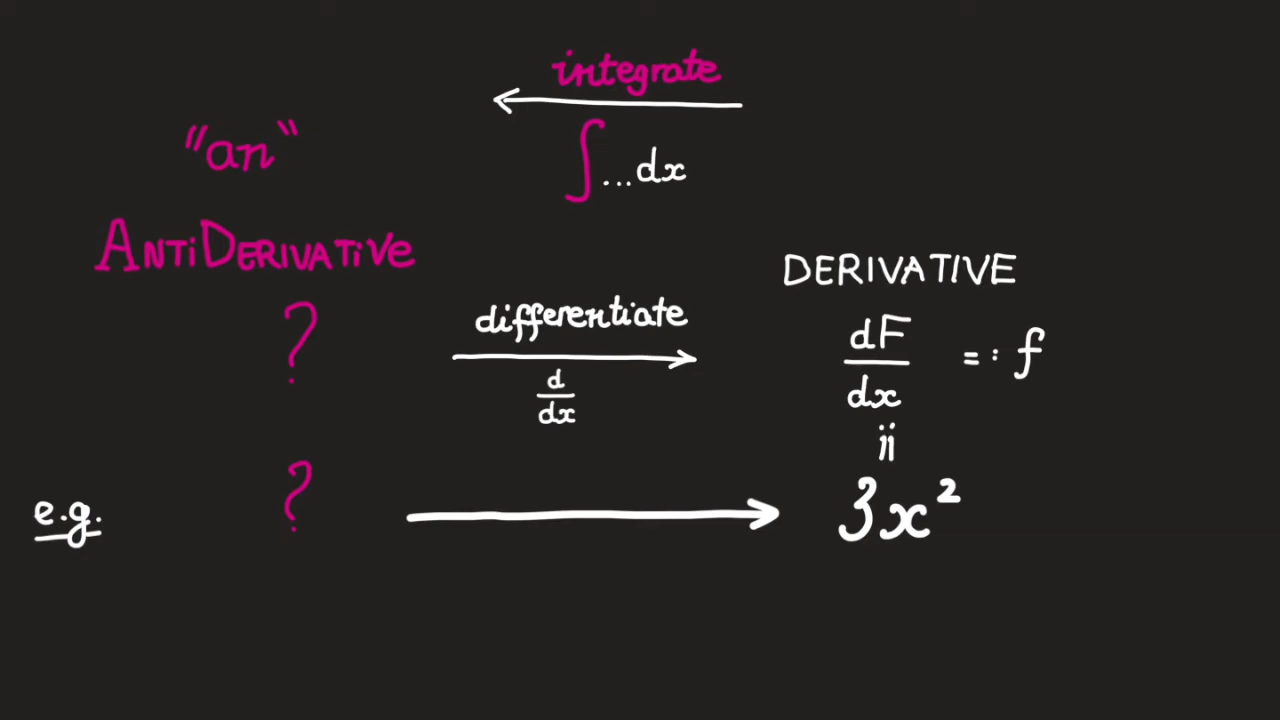 integrate
"an"
∫...dx
AntiDerivative
DERIVATIVE
?
differentiate
d/dx
dF/dx =: f
=
e.g.
?
3x²